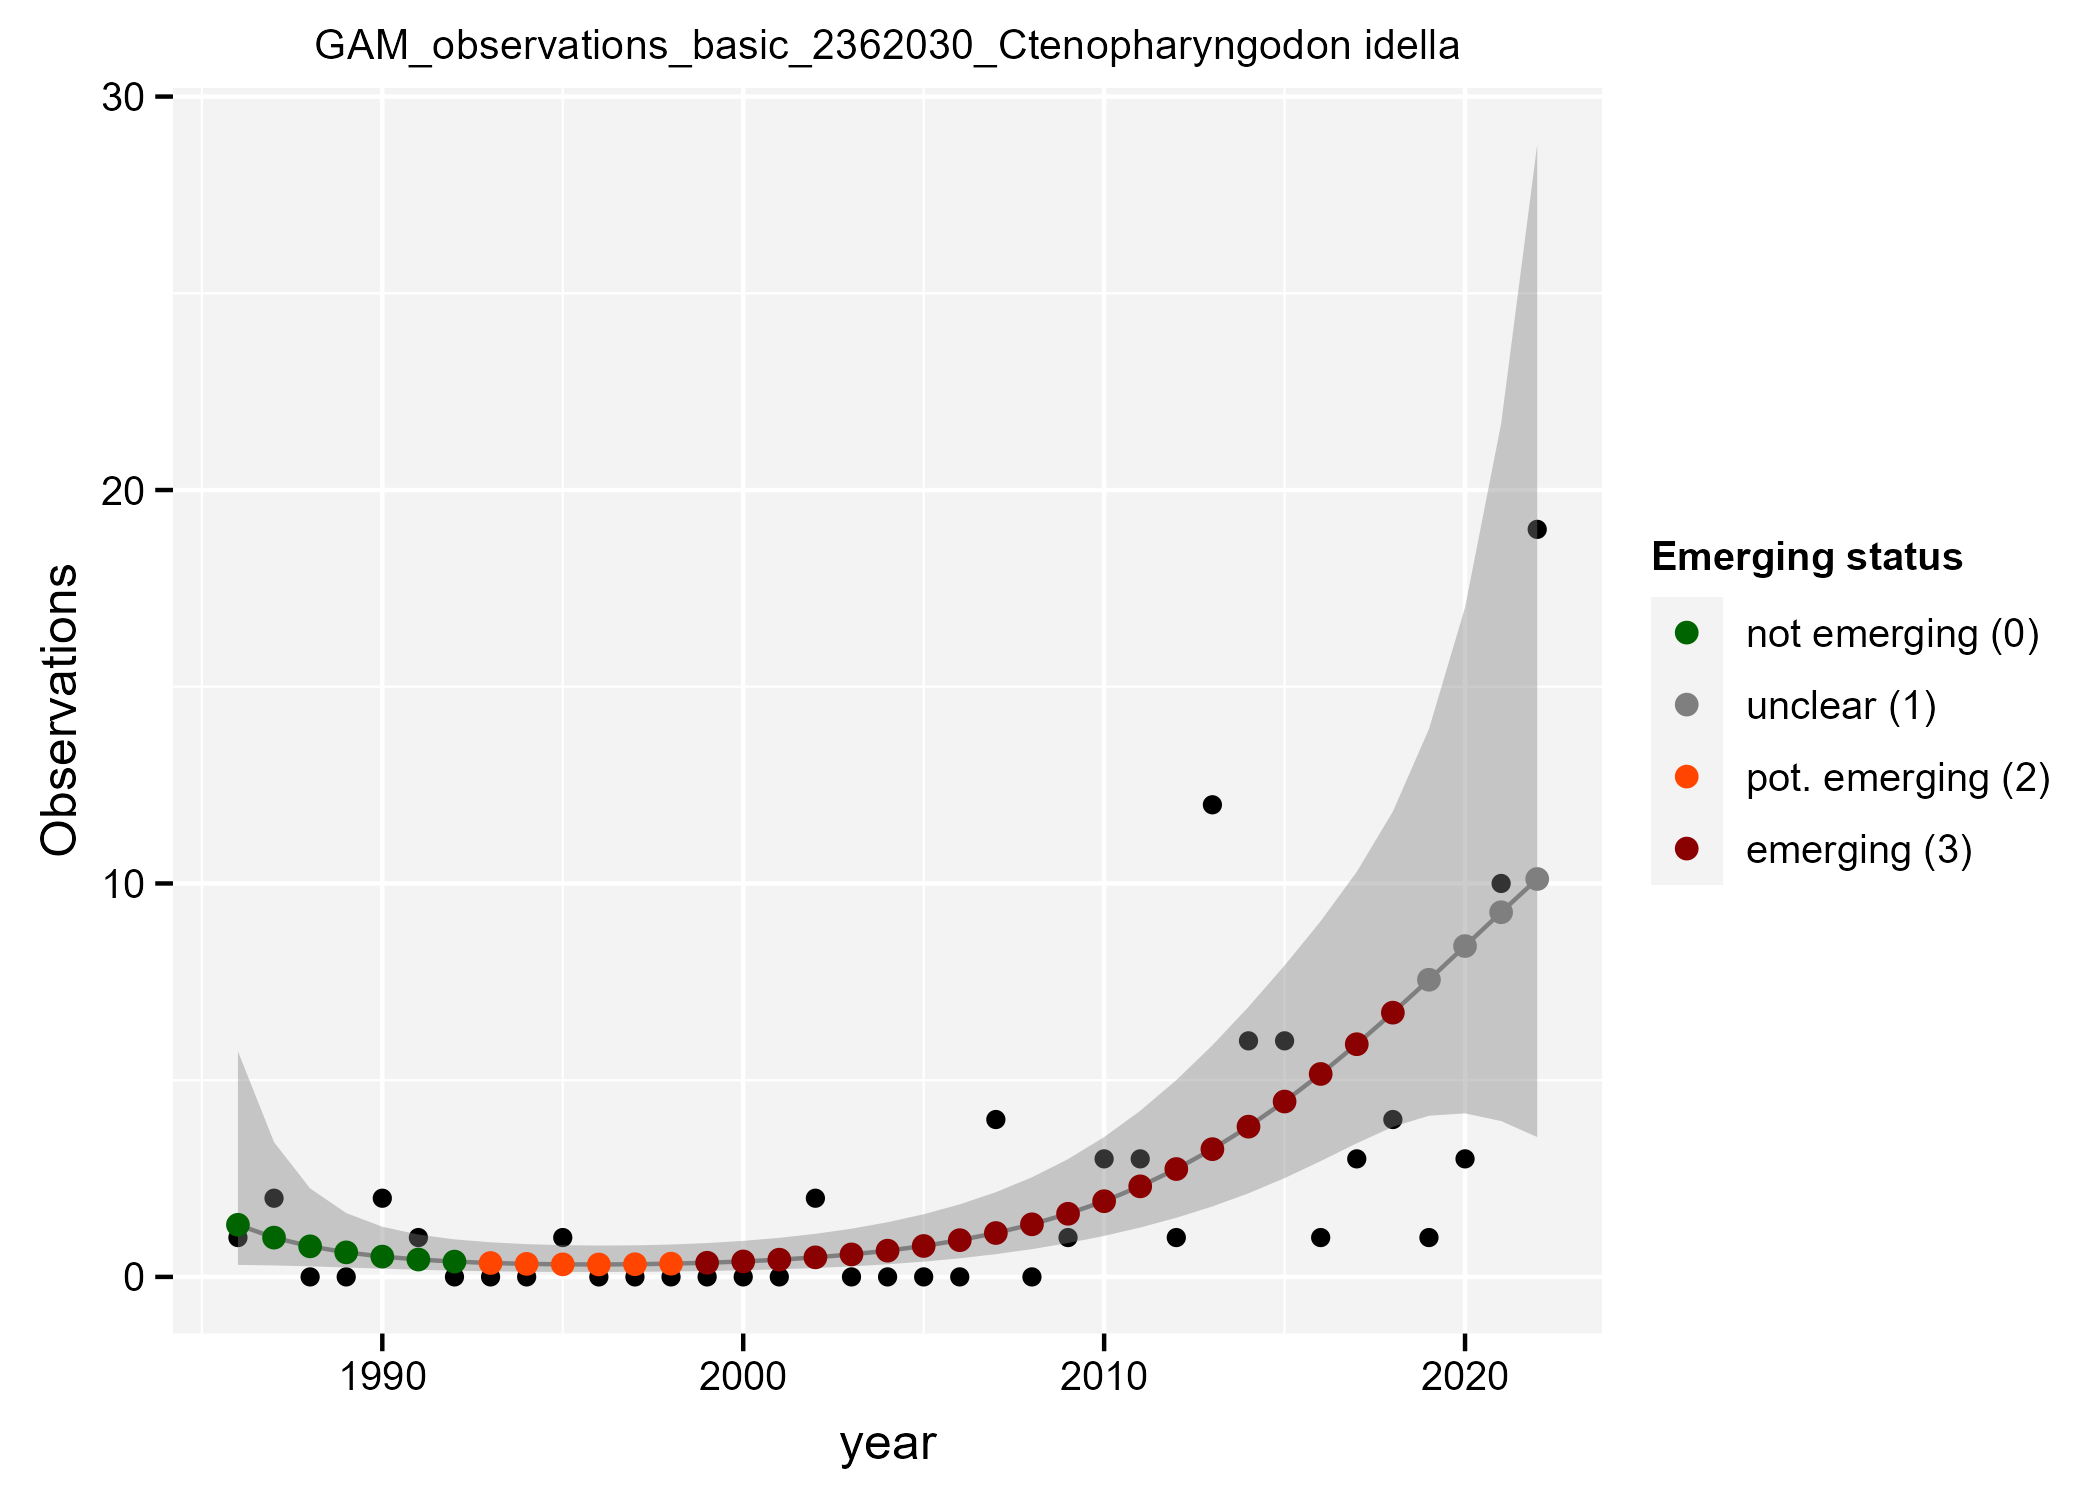 GAM_observations_basic_2362030_Ctenopharyngodon idella
30
20
10
0
Observations
1990 2000 2010 2020
year
Emerging status
not emerging (0)
unclear (1)
pot. emerging (2)
emerging (3)